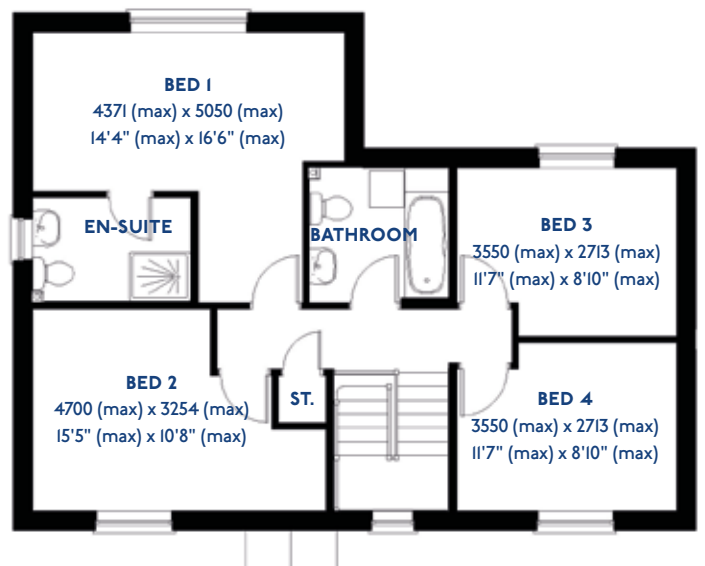 BED 1
4371 (max) x 5050 (max)
14'4" (max) x 16'6" (max)
EN-SUITE
BATHROOM
BED 3
3550 (max) x 2713 (max)
11'7" (max) x 8'10" (max)
BED 2
4700 (max) x 3254 (max)
15'5" (max) x 10'8" (max)
ST.
BED 4
3550 (max) x 2713 (max)
11'7" (max) x 8'10" (max)